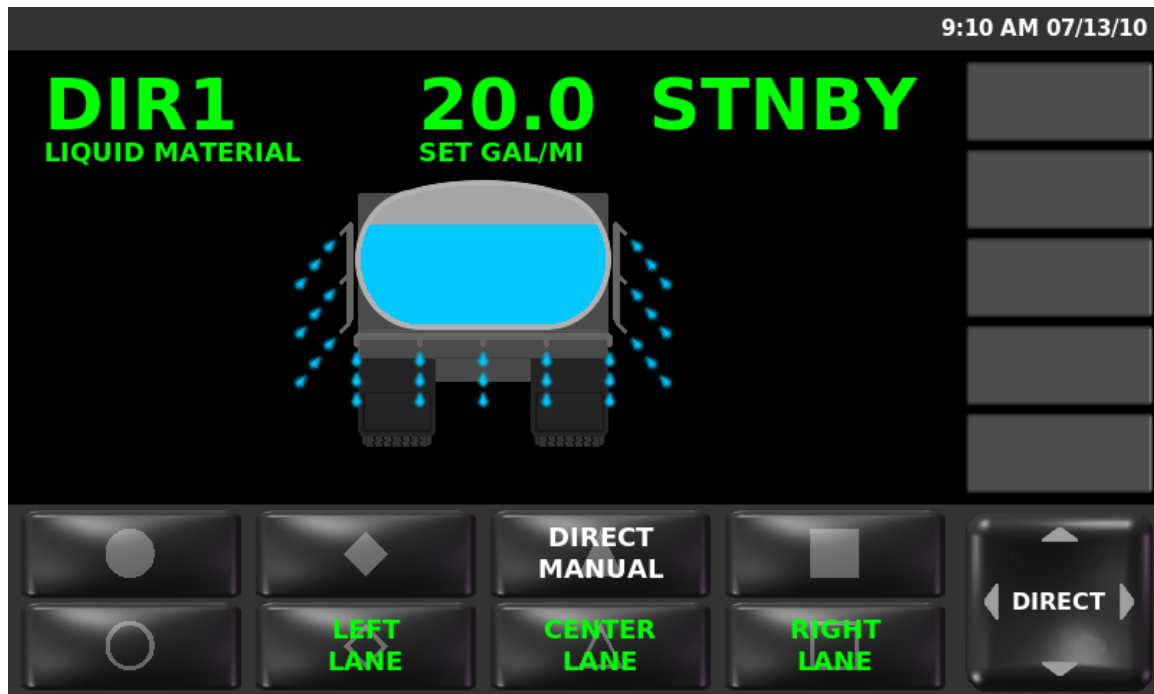 9:10 AM 07/13/10
DIR1 20.0 STNBY
LIQUID MATERIAL SET GAL/MI
DIRECT
MANUAL
LEFT
LANE
CENTER
LANE
RIGHT
LANE
DIRECT